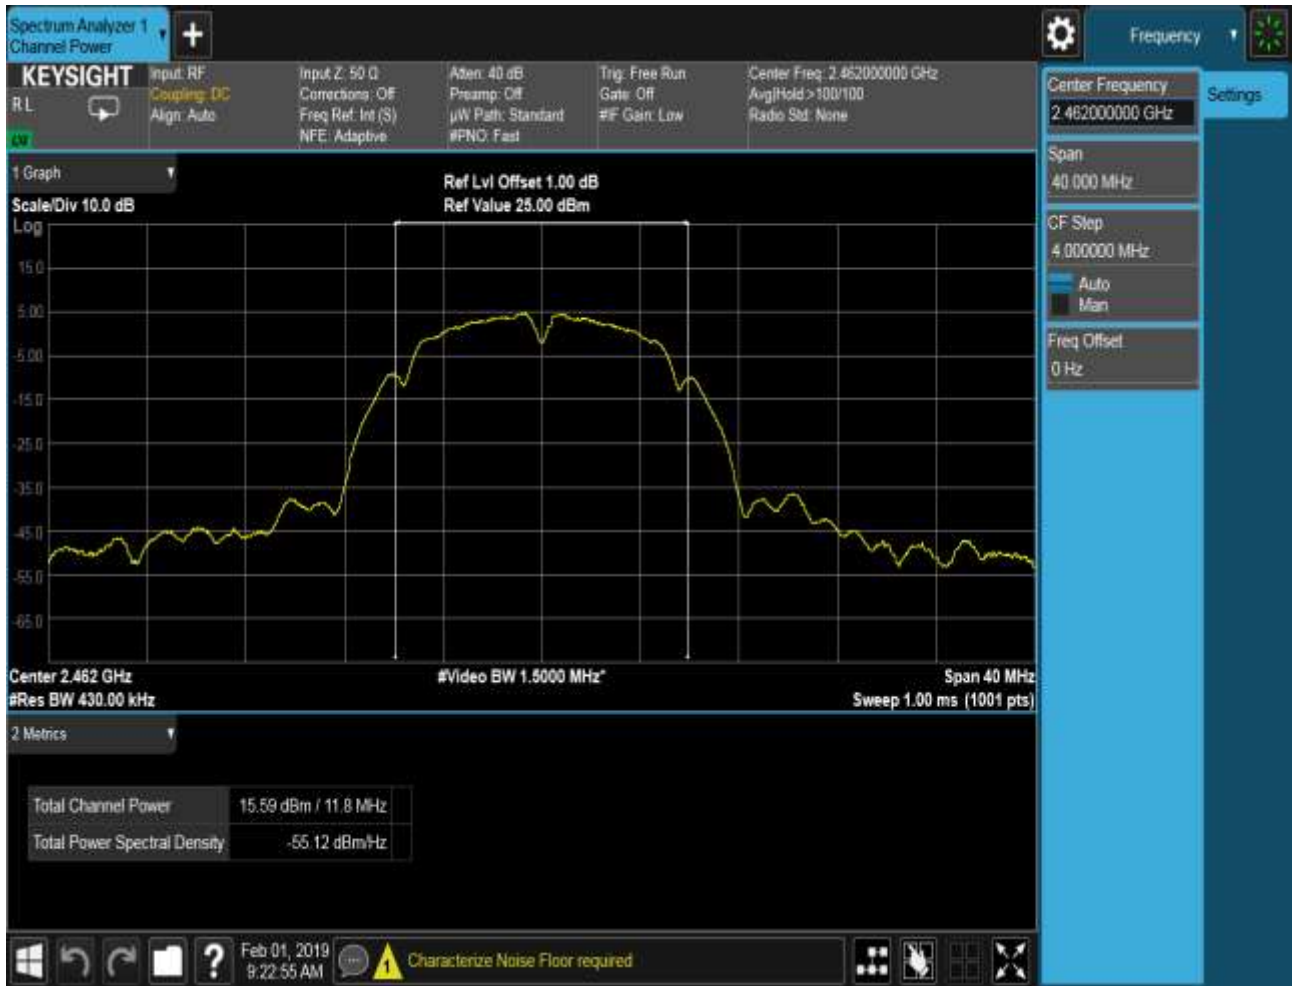 Spectrum Analyzer 1
Channel Power
Frequency
KEYSIGHT
R L
Input: RF
Coupling: DC
Align: Auto
Input Z: 50 Ω
Corrections: Off
Freq Ref: Int (S)
NFE: Adaptive
Atten: 40 dB
Preamp: Off
µW Path: Standard
#PNO: Fast
Trig: Free Run
Gate: Off
#IF Gain: Low
Center Freq: 2.462000000 GHz
Avg|Hold:>100/100
Radio Std: None
Center Frequency
2.462000000 GHz
Settings
Span
40.000 MHz
CF Step
4.000000 MHz
Auto
Man
Freq Offset
0 Hz
1 Graph
Scale/Div 10.0 dB
Ref Lvl Offset 1.00 dB
Ref Value 25.00 dBm
Log
15.0
5.00
-5.00
-15.0
-25.0
-35.0
-45.0
-55.0
-65.0
Center 2.462 GHz
#Video BW 1.5000 MHz*
Span 40 MHz
#Res BW 430.00 kHz
Sweep 1.00 ms (1001 pts)
2 Metrics
Total Channel Power 15.59 dBm / 11.8 MHz
Total Power Spectral Density -55.12 dBm/Hz
?
Feb 01, 2019
9:22:55 AM
1
Characterize Noise Floor required